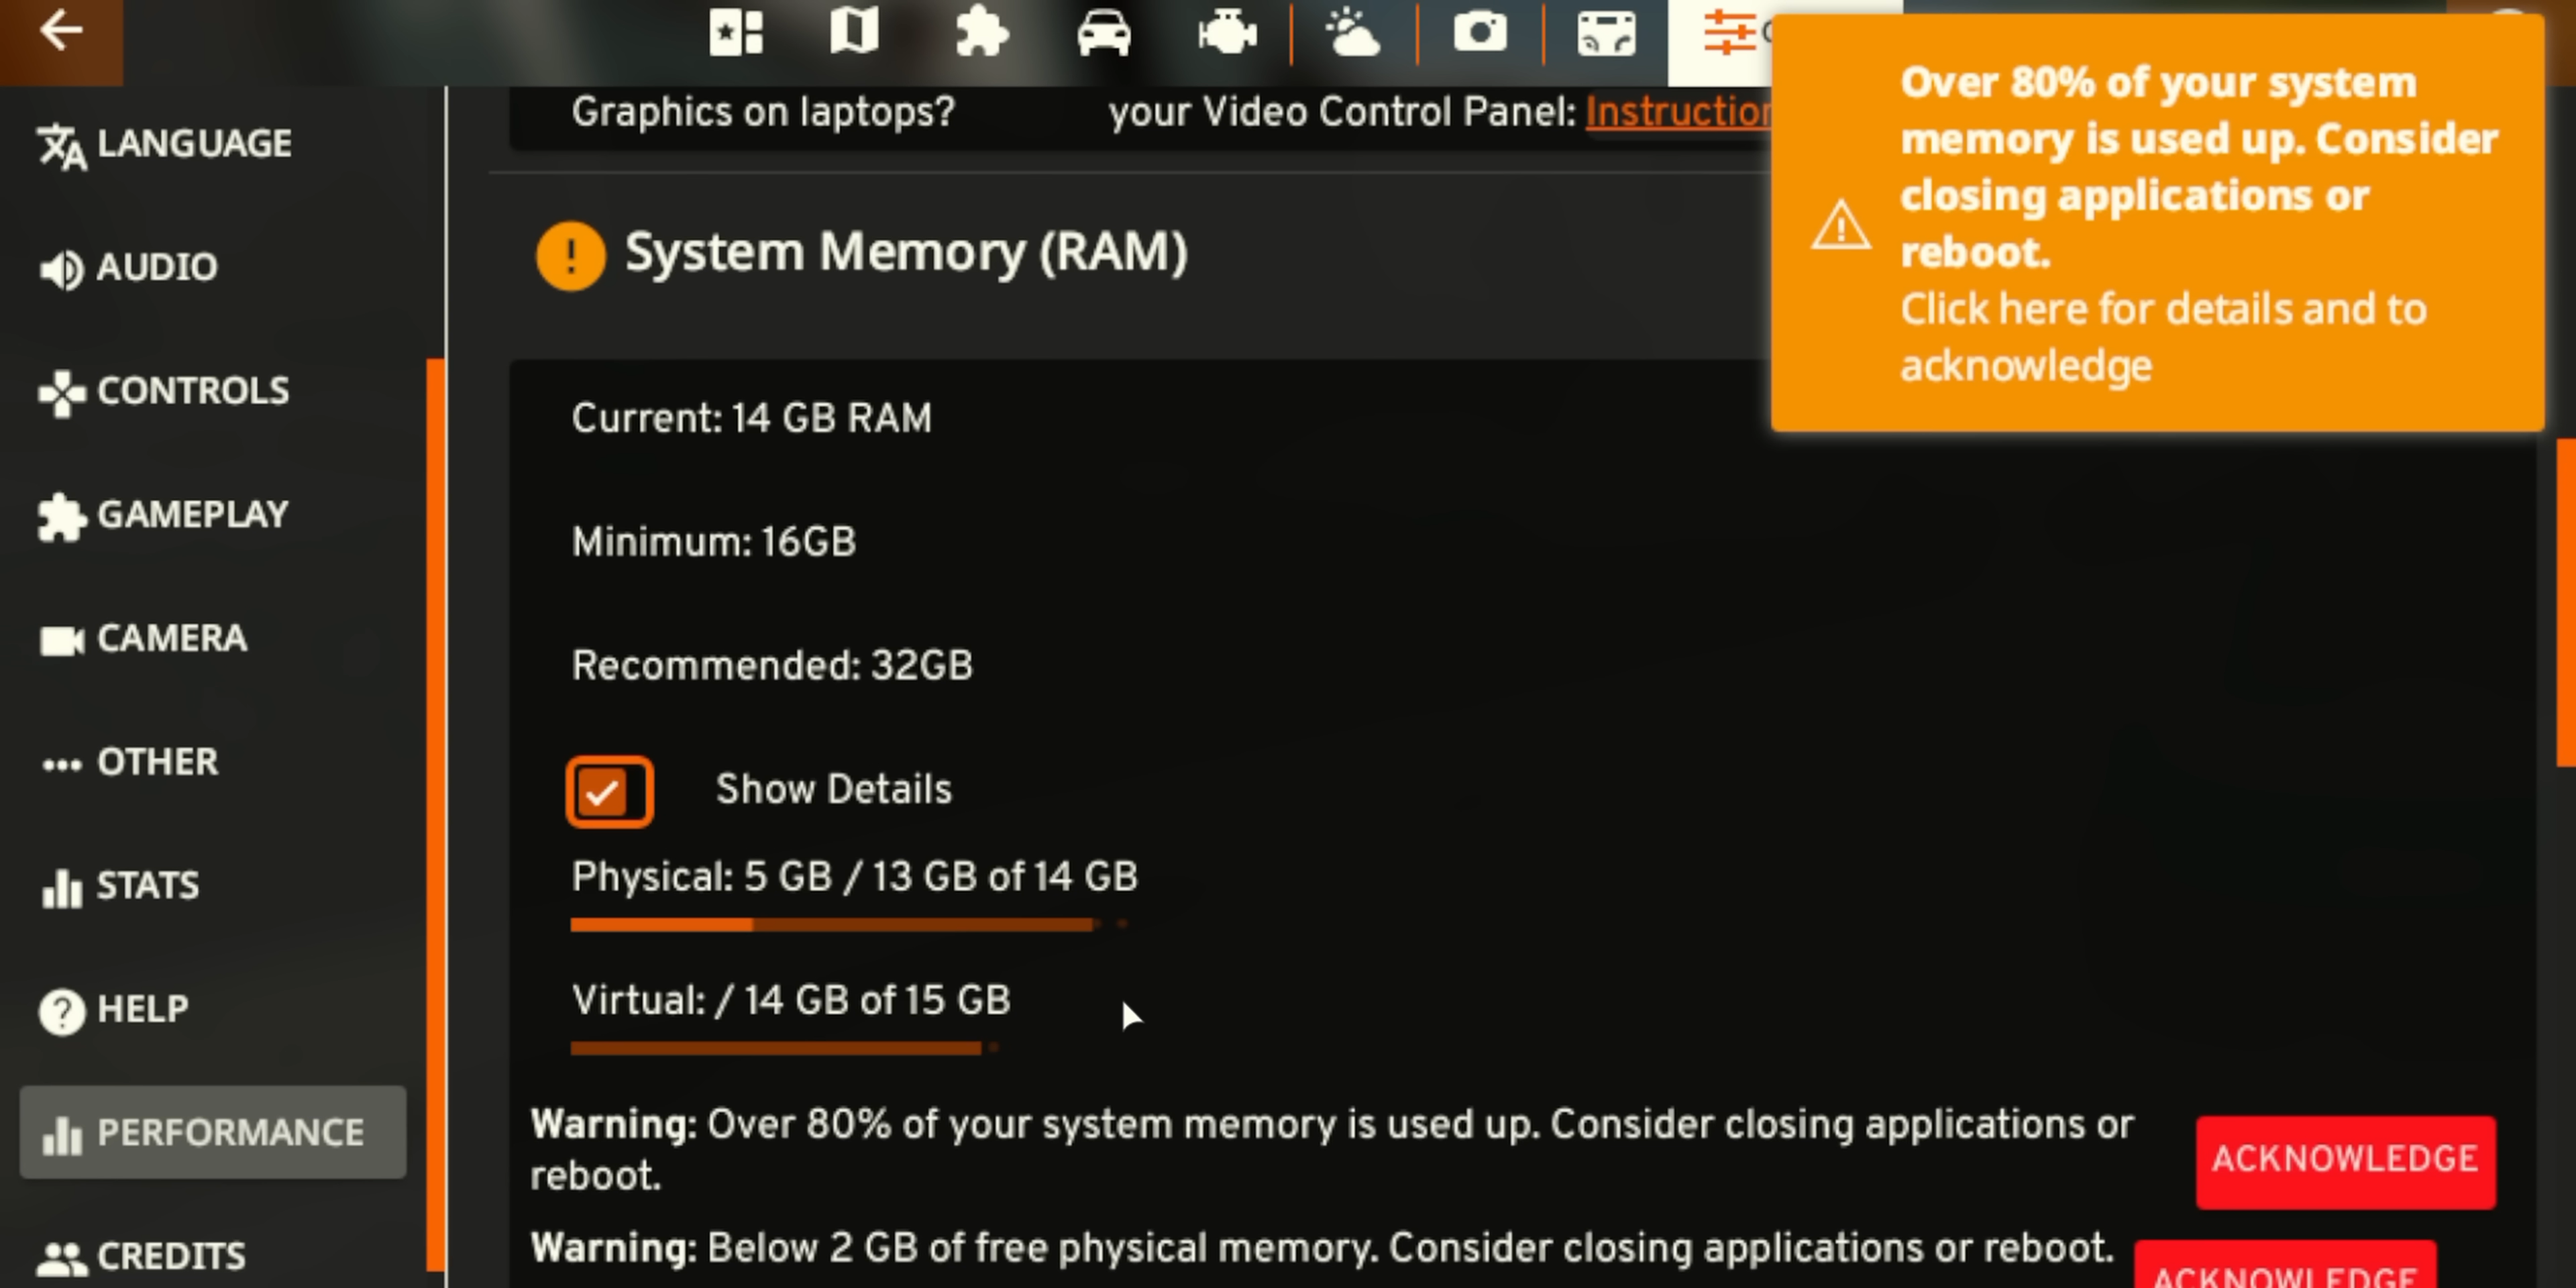 Graphics on laptops?
your Video Control Panel: Instruction
Over 80% of your system
memory is used up. Consider
closing applications or
reboot.
Click here for details and to
acknowledge
LANGUAGE
AUDIO
CONTROLS
GAMEPLAY
CAMERA
OTHER
STATS
HELP
PERFORMANCE
CREDITS
System Memory (RAM)
Current: 14 GB RAM
Minimum: 16GB
Recommended: 32GB
Show Details
Physical: 5 GB / 13 GB of 14 GB
Virtual: / 14 GB of 15 GB
Warning: Over 80% of your system memory is used up. Consider closing applications or
reboot.
ACKNOWLEDGE
Warning: Below 2 GB of free physical memory. Consider closing applications or reboot.
ACKNOWLEDGE